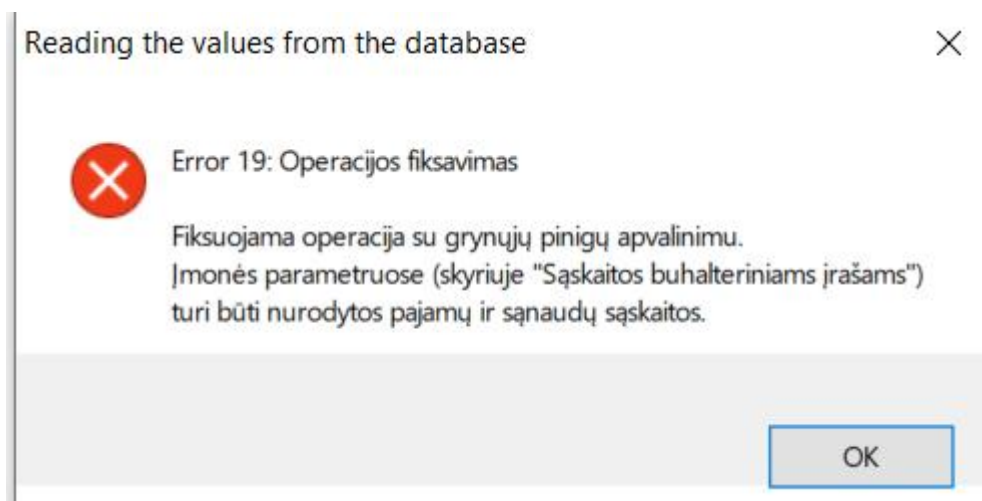 Reading the values from the database
Error 19: Operacijos fiksavimas
Fiksuojama operacija su grynųjų pinigų apvalinimu.
Įmonės parametruose (skyriuje "Sąskaitos buhalteriniams įrašams")
turi būti nurodytos pajamų ir sąnaudų sąskaitos.
OK